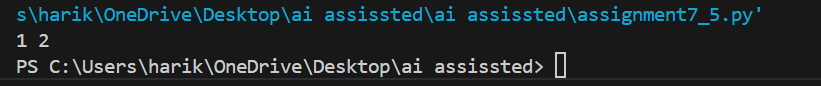 s\harik\OneDrive\Desktop\ai assissted\ai assissted\assignment7_5.py'
1 2
PS C:\Users\harik\OneDrive\Desktop\ai assissted>